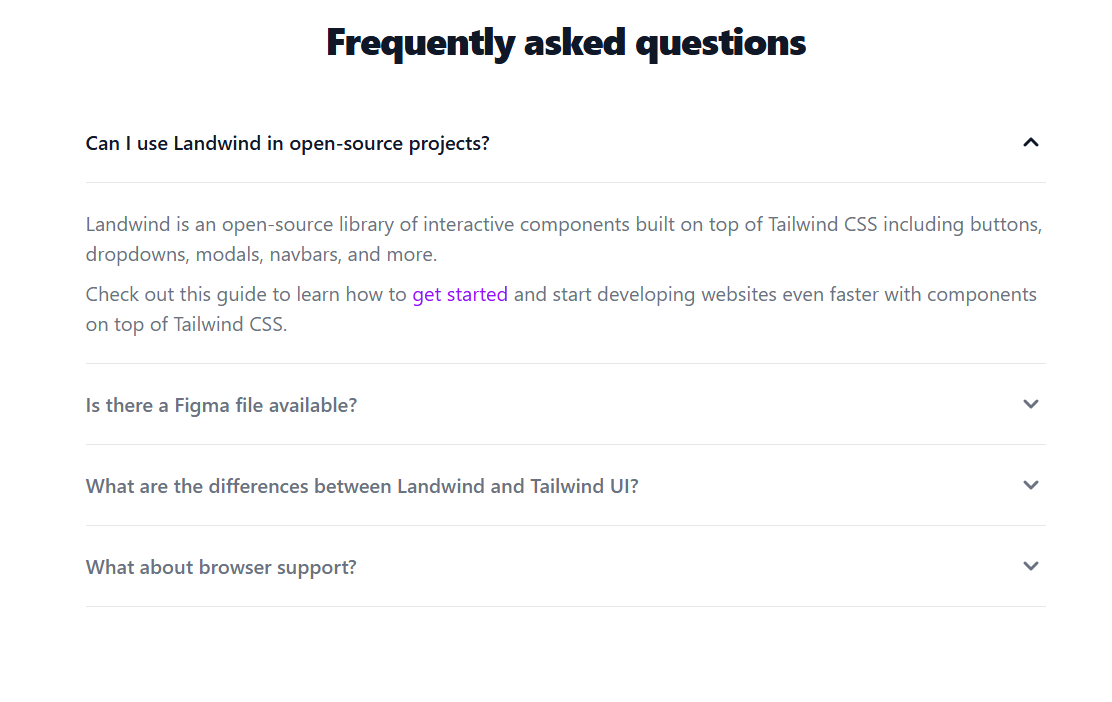 Frequently asked questions
Can I use Landwind in open-source projects?
Landwind is an open-source library of interactive components built on top of Tailwind CSS including buttons,
dropdowns, modals, navbars, and more.
Check out this guide to learn how to get started and start developing websites even faster with components
on top of Tailwind CSS.
Is there a Figma file available?
What are the differences between Landwind and Tailwind UI?
What about browser support?